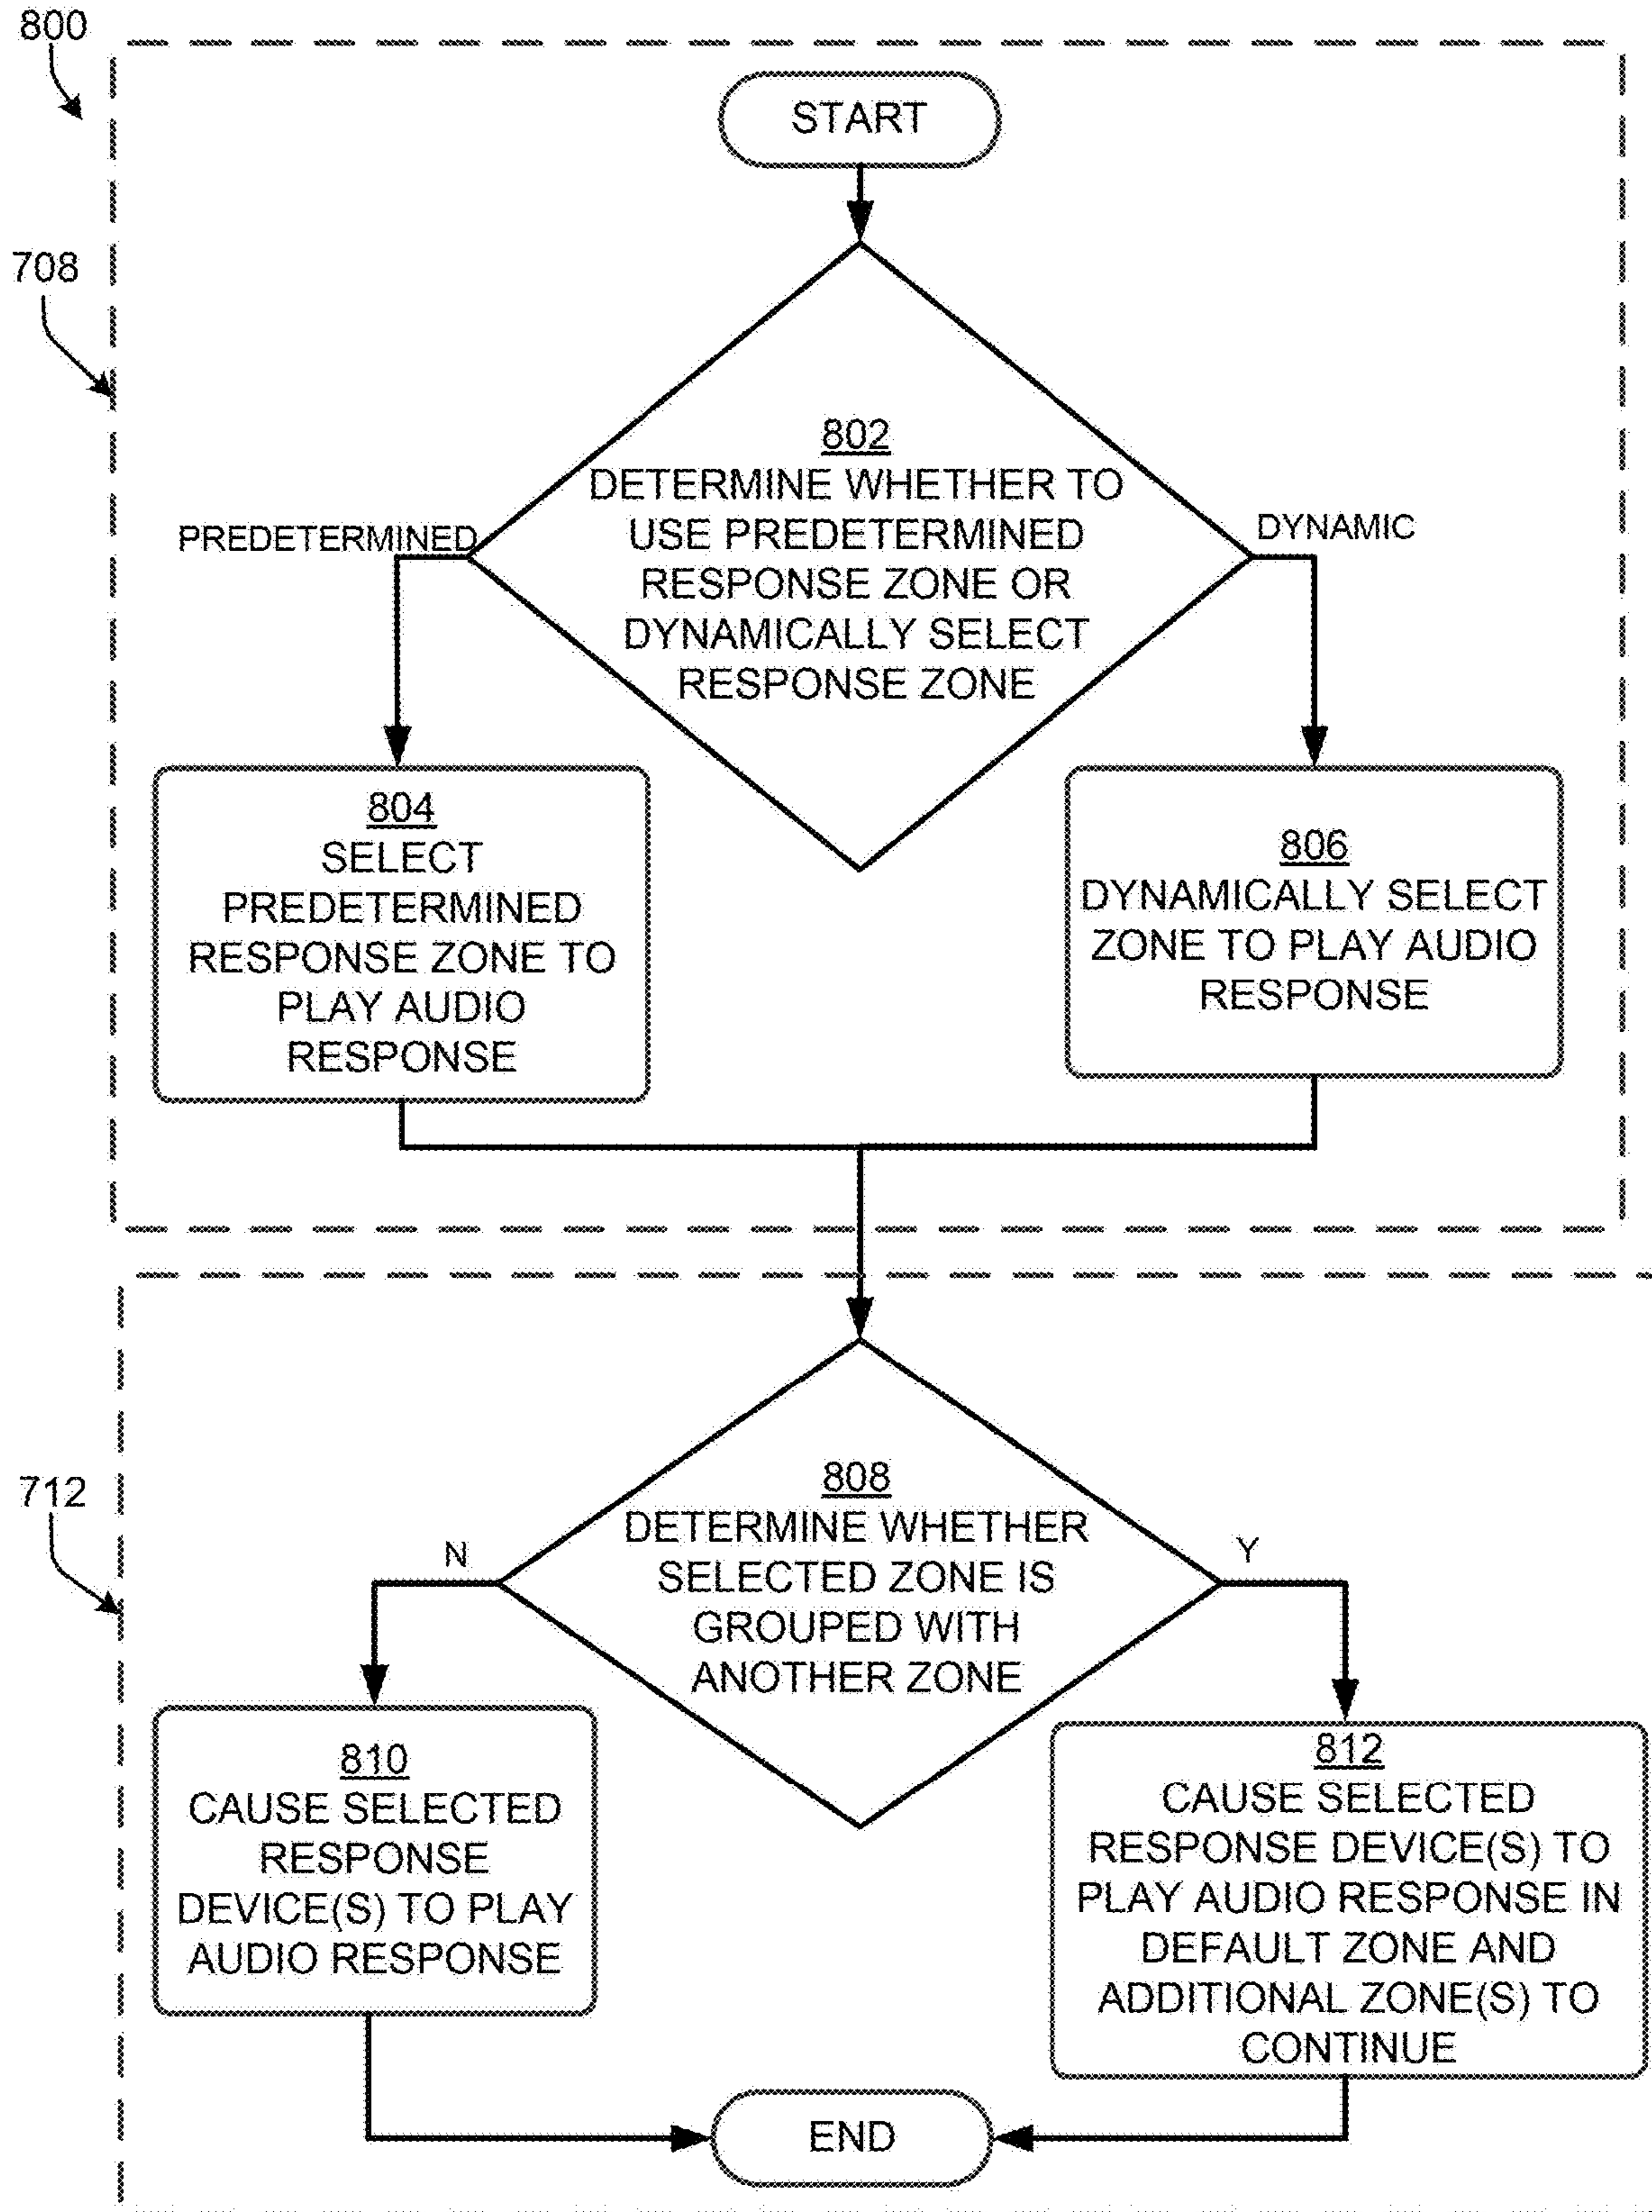 800
START
708
802
DETERMINE WHETHER TO
USE PREDETERMINED
RESPONSE ZONE OR
DYNAMICALLY SELECT
RESPONSE ZONE
PREDETERMINED
DYNAMIC
804
SELECT
PREDETERMINED
RESPONSE ZONE TO
PLAY AUDIO
RESPONSE
806
DYNAMICALLY SELECT
ZONE TO PLAY AUDIO
RESPONSE
712
808
DETERMINE WHETHER
SELECTED ZONE IS
GROUPED WITH
ANOTHER ZONE
N
Y
810
CAUSE SELECTED
RESPONSE
DEVICE(S) TO PLAY
AUDIO RESPONSE
812
CAUSE SELECTED
RESPONSE DEVICE(S) TO
PLAY AUDIO RESPONSE IN
DEFAULT ZONE AND
ADDITIONAL ZONE(S) TO
CONTINUE
END